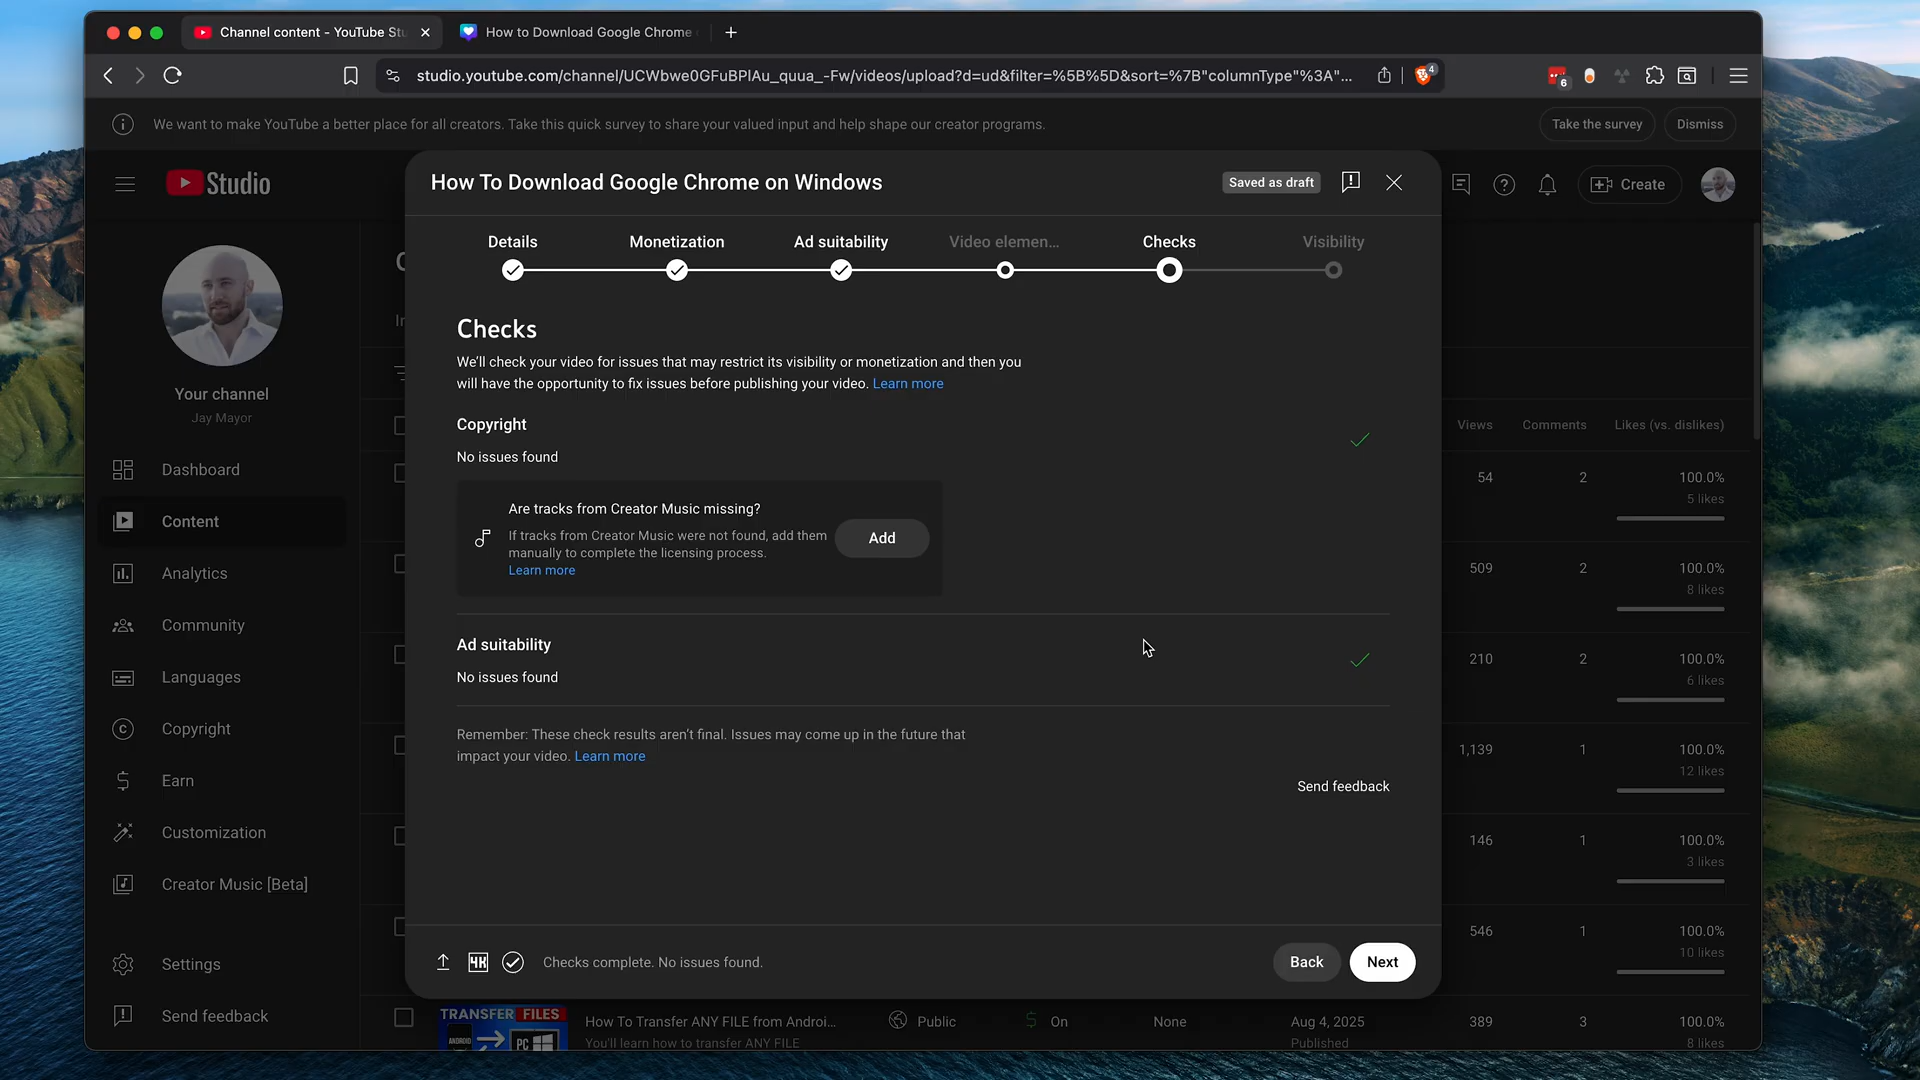 Channel content - YouTube Stu
How to Download Google Chrome
studio.youtube.com/channel/UCWbwe0GFuBPlAu_quua_-Fw/videos/upload?d=ud&filter=%5B%5D&sort=%7B"columnType"%3A"...
4
6
We want to make YouTube a better place for all creators. Take this quick survey to share your valued input and help shape our creator programs.
Take the survey
Dismiss
Studio
Create
How To Download Google Chrome on Windows
Saved as draft
Details
Monetization
Ad suitability
Video elemen...
Checks
Visibility
Your channel
Jay Mayor
Dashboard
Content
Analytics
Community
Languages
Copyright
Earn
Customization
Creator Music [Beta]
Settings
Send feedback
Checks
We'll check your video for issues that may restrict its visibility or monetization and then you
will have the opportunity to fix issues before publishing your video. Learn more
Copyright
No issues found
Are tracks from Creator Music missing?
If tracks from Creator Music were not found, add them
manually to complete the licensing process.
Learn more
Add
Ad suitability
No issues found
Remember: These check results aren't final. Issues may come up in the future that
impact your video. Learn more
Send feedback
4K
Checks complete. No issues found.
Back
Next
Views
Comments
Likes (vs. dislikes)
54
2
100.0%
5 likes
509
2
100.0%
8 likes
210
2
100.0%
6 likes
1,139
1
100.0%
12 likes
146
1
100.0%
3 likes
546
1
100.0%
10 likes
TRANSFER FILES
ANDROID
PC
How To Transfer ANY FILE from Androi...
You'll learn how to transfer ANY FILE
Public
On
None
Aug 4, 2025
Published
389
3
100.0%
8 likes